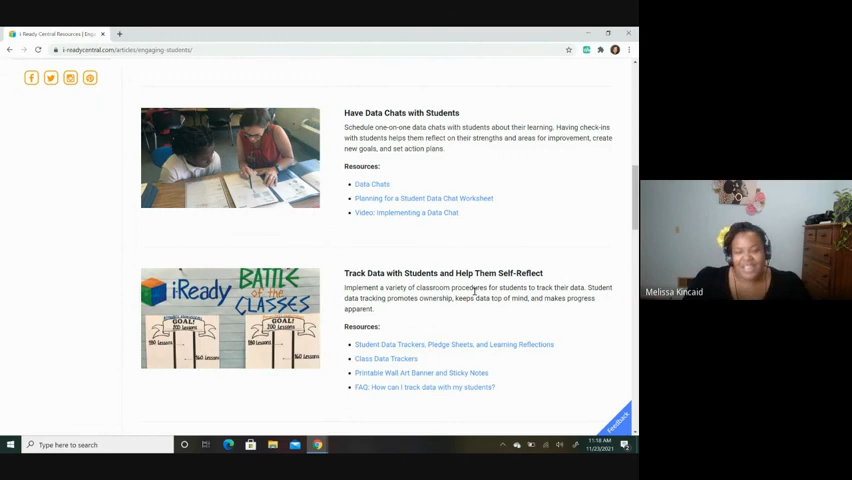 i-Ready Central Resources | Eng
i-readycentral.com/articles/engaging-students/
Have Data Chats with Students
Schedule one-on-one data chats with students about their learning. Having check-ins
with students helps them reflect on their strengths and areas for improvement, create
new goals, and set action plans.
Resources:
Data Chats
Planning for a Student Data Chat Worksheet
Video: Implementing a Data Chat
iReady
BATTLE
OF THE
CLASSES
GOAL!
200 Lessons
GOAL!
200 Lessons
Track Data with Students and Help Them Self-Reflect
Implement a variety of classroom procedures for students to track their data. Student
data tracking promotes ownership, keeps data top of mind, and makes progress
apparent.
Resources:
Student Data Trackers, Pledge Sheets, and Learning Reflections
Class Data Trackers
Printable Wall Art Banner and Sticky Notes
FAQ: How can I track data with my students?
Feedback
Type here to search
11:18 AM
11/23/2021
Melissa Kincaid